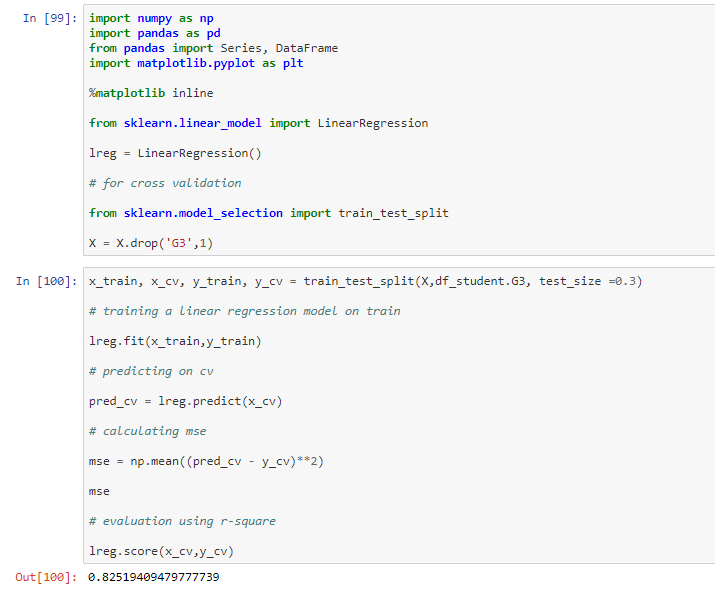 In [99]: import numpy as np
import pandas as pd
from pandas import Series, DataFrame
import matplotlib.pyplot as plt
%matplotlib inline
from sklearn.linear_model import LinearRegression
lreg = LinearRegression()
# for cross validation
from sklearn.model_selection import train_test_split
X = X.drop('G3',1)
In [100]: x_train, x_cv, y_train, y_cv = train_test_split(X,df_student.G3, test_size =0.3)
# training a linear regression model on train
lreg.fit(x_train,y_train)
# predicting on cv
pred_cv = lreg.predict(x_cv)
# calculating mse
mse = np.mean((pred_cv - y_cv)**2)
mse
# evaluation using r-square
lreg.score(x_cv,y_cv)
Out[100]: 0.82519409479777739